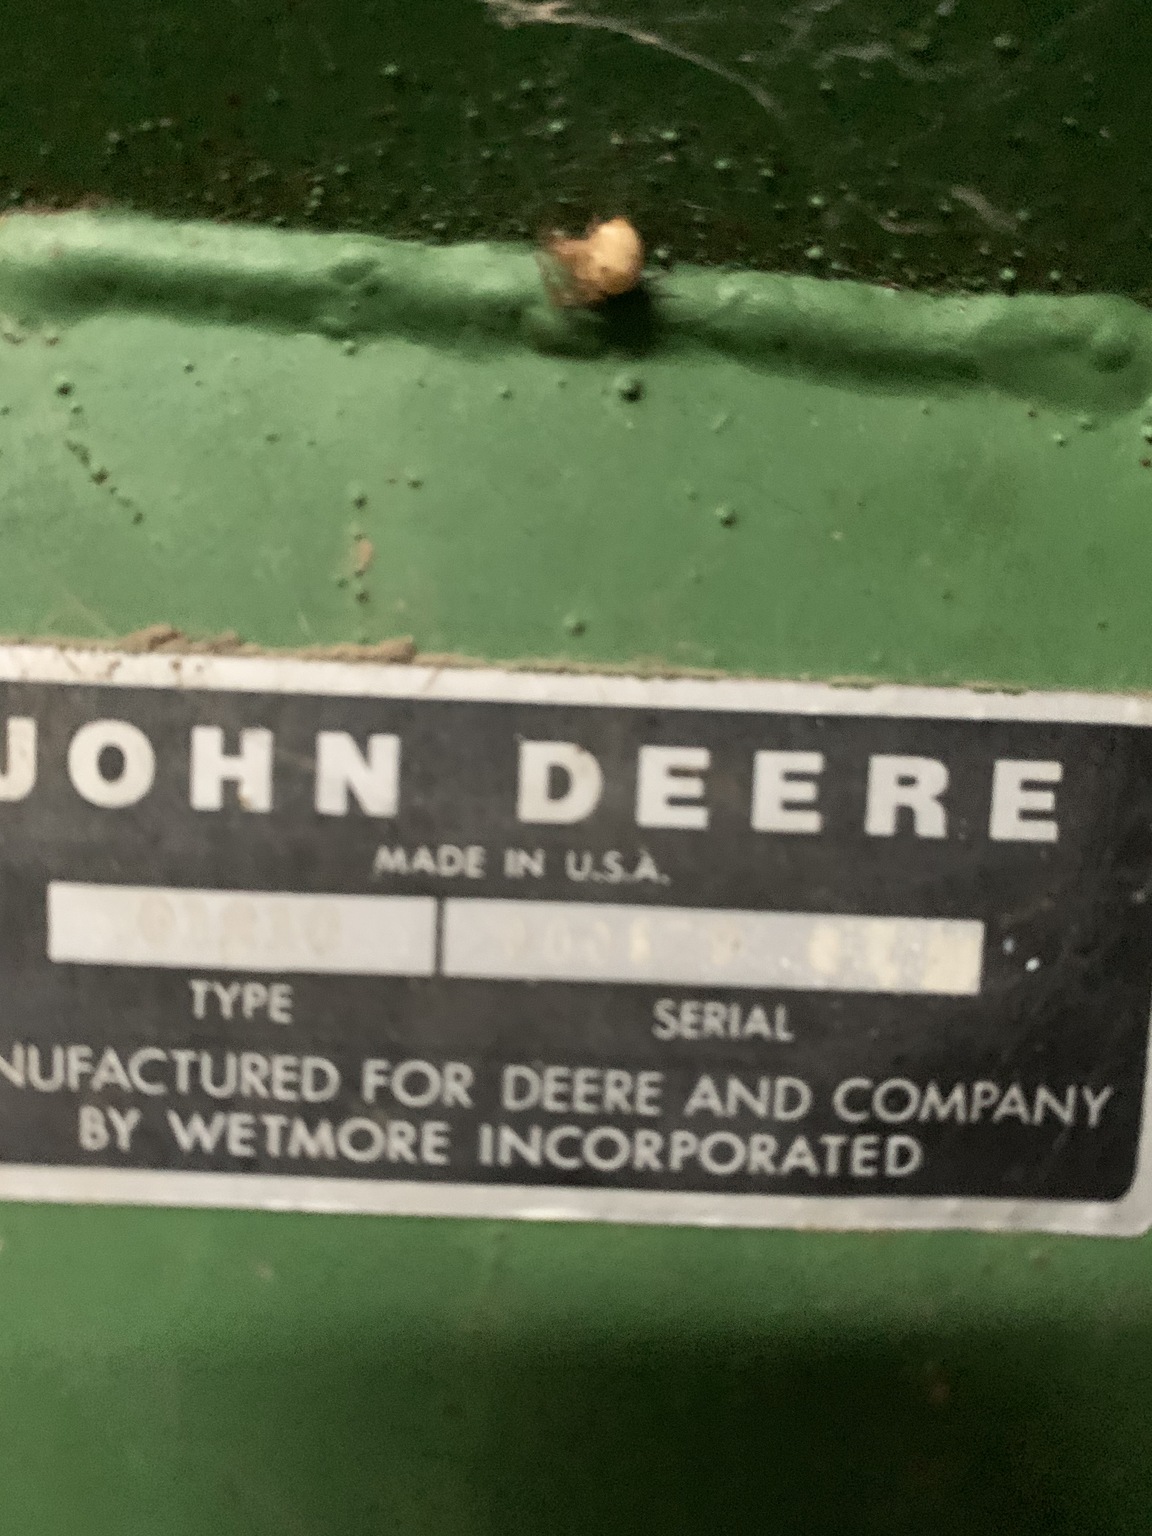 JOHN DEERE
MADE IN U.S.A.
TYPE SERIAL
NUFACTURED FOR DEERE AND COMPANY
BY WETMORE INCORPORATED